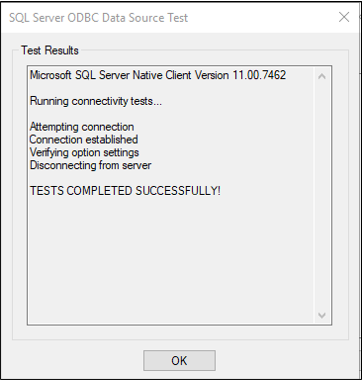 SQL Server ODBC Data Source Test
Test Results
Microsoft SQL Server Native Client Version 11.00.7462
Running connectivity tests...
Attempting connection
Connection established
Verifying option settings
Disconnecting from server
TESTS COMPLETED SUCCESSFULLY!
OK